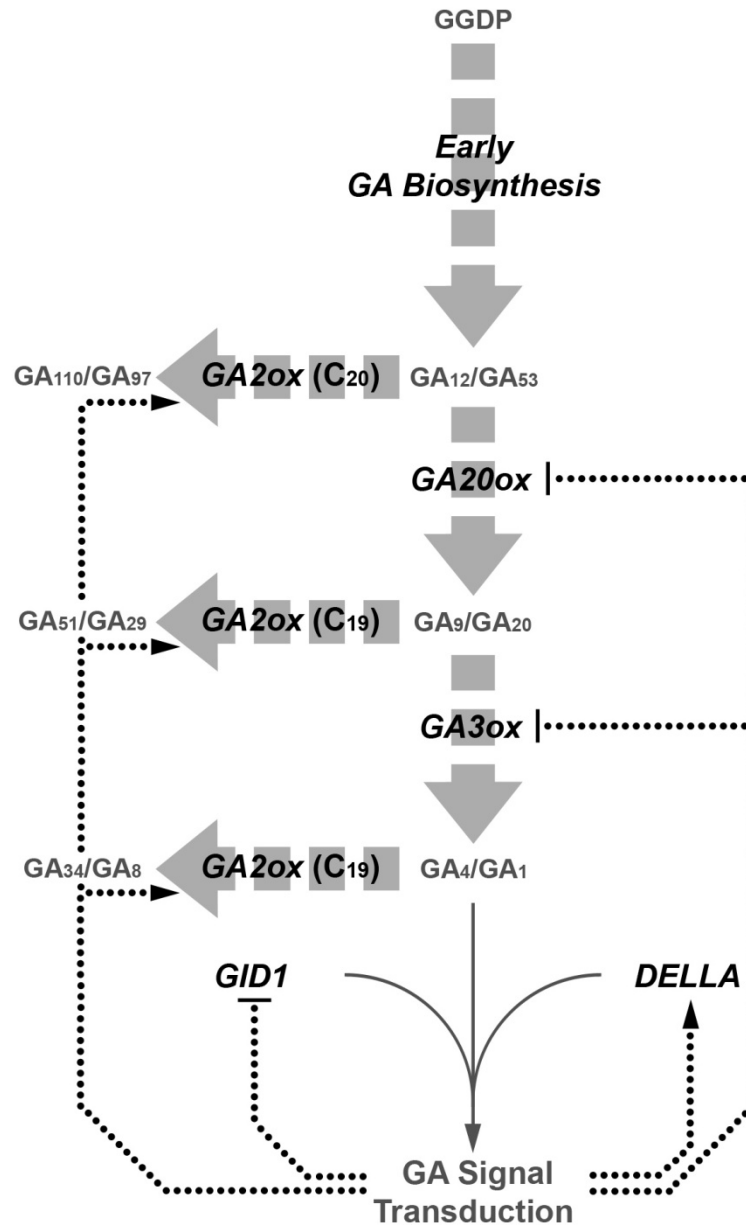 GGDP
Early
GA Biosynthesis
GA110/GA97
GA2ox (C20)
GA12/GA53
GA20ox
GA51/GA29
GA2ox (C19)
GA9/GA20
GA3ox
GA34/GA8
GA2ox (C19)
GA4/GA1
GID1
DELLA
GA Signal
Transduction